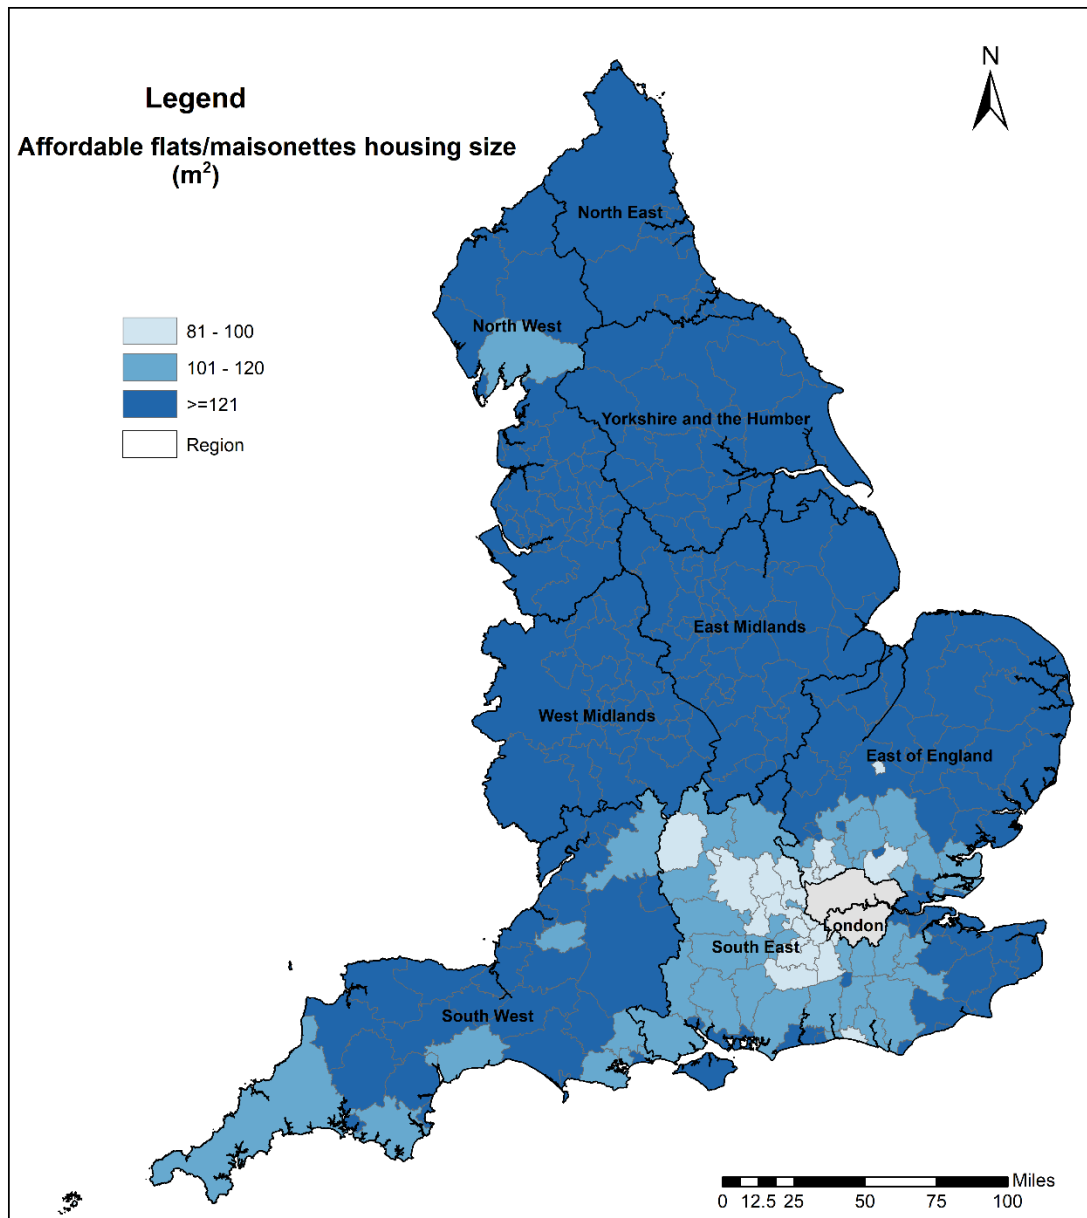 N
Legend
Affordable flats/maisonettes housing size
(m²)
81 - 100
101 - 120
>=121
Region
North East
North West
Yorkshire and the Humber
East Midlands
West Midlands
East of England
London
South East
South West
Miles
0 12.5 25 50 75 100